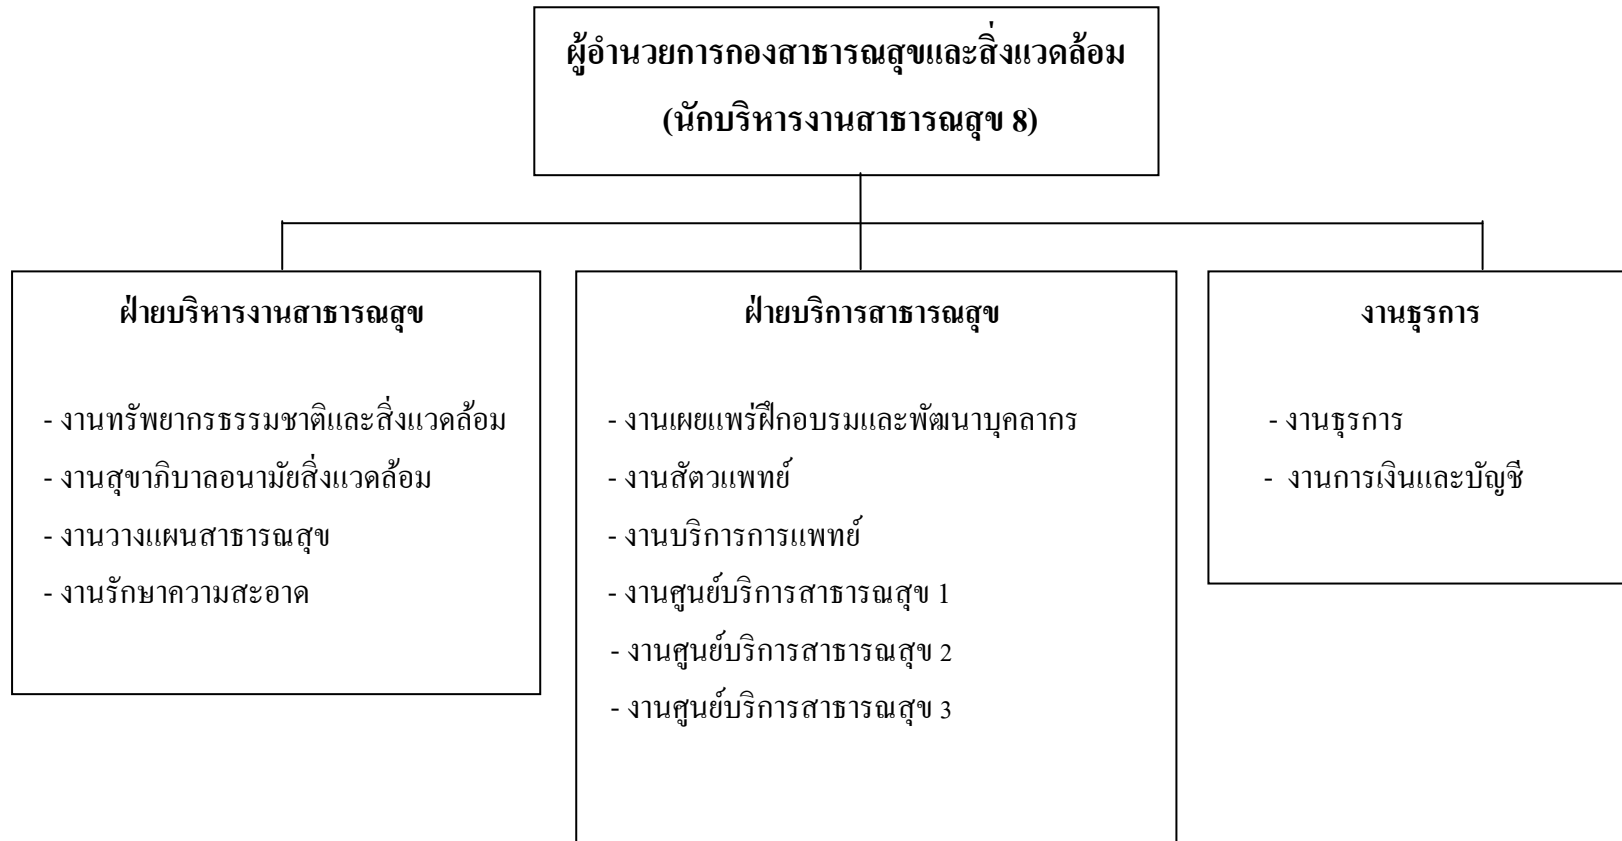 ผู้อำนวยการกองสาธารณสุขและสิ่งแวดล้อม
(นักบริหารงานสาธารณสุข 8)
ฝ่ายบริหารงานสาธารณสุข
- งานทรัพยากรธรรมชาติและสิ่งแวดล้อม
- งานสุขาภิบาลอนามัยสิ่งแวดล้อม
- งานวางแผนสาธารณสุข
- งานรักษาความสะอาด
ฝ่ายบริการสาธารณสุข
- งานเผยแพร่ฝึกอบรมและพัฒนาบุคลากร
- งานสัตวแพทย์
- งานบริการการแพทย์
- งานศูนย์บริการสาธารณสุข 1
- งานศูนย์บริการสาธารณสุข 2
- งานศูนย์บริการสาธารณสุข 3
งานธุรการ
- งานธุรการ
- งานการเงินและบัญชี